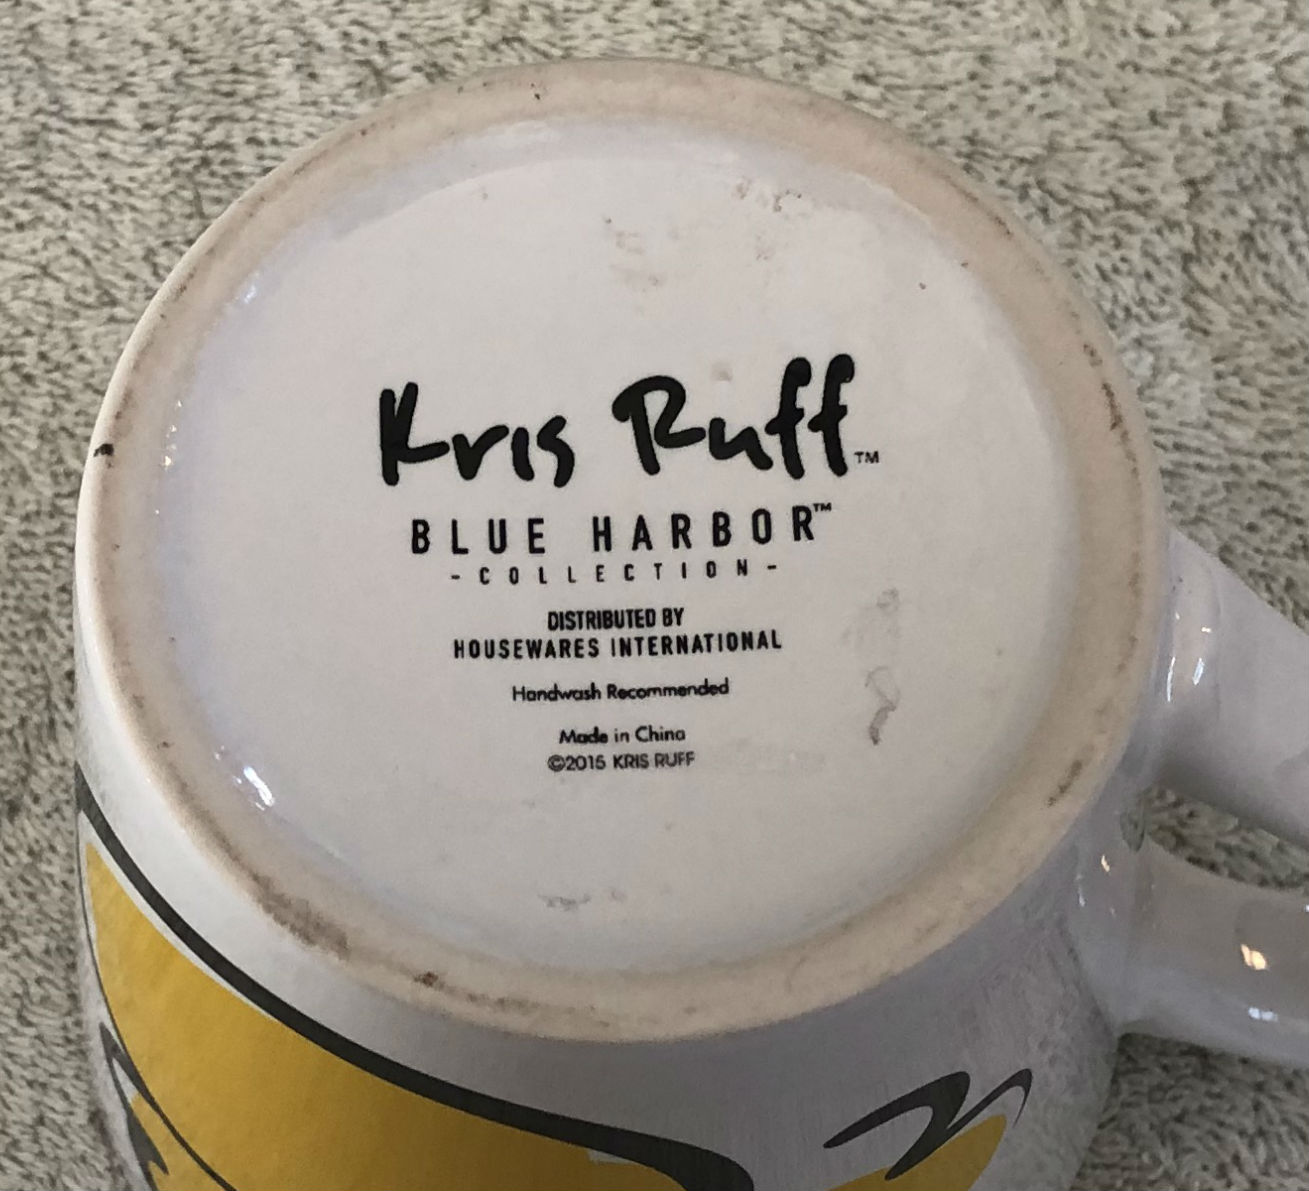 Kris Ruff™
BLUE HARBOR™
-COLLECTION-
DISTRIBUTED BY
HOUSEWARES INTERNATIONAL
Handwash Recommended
Made in China
©2015 KRIS RUFF